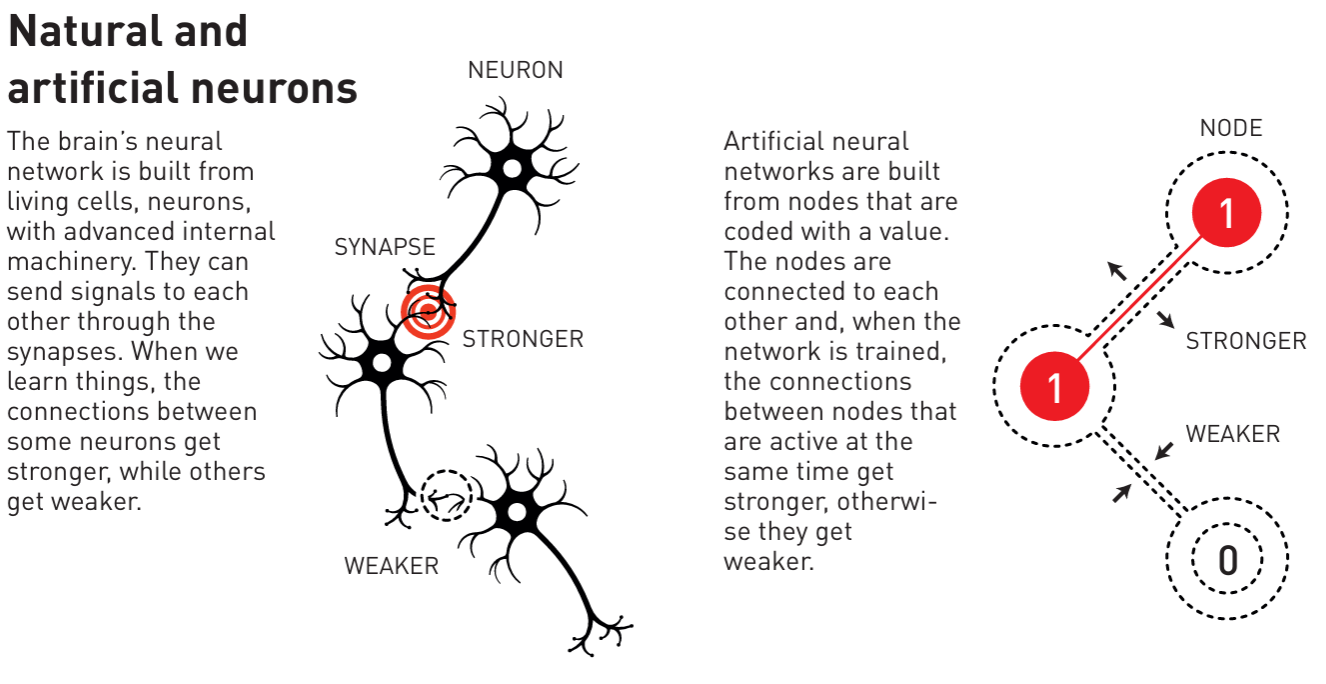 Natural and
artificial neurons
The brain’s neural
network is built from
living cells, neurons,
with advanced internal
machinery. They can
send signals to each
other through the
synapses. When we
learn things, the
connections between
some neurons get
stronger, while others
get weaker.
NEURON
SYNAPSE
STRONGER
WEAKER
Artificial neural
networks are built
from nodes that are
coded with a value.
The nodes are
connected to each
other and, when the
network is trained,
the connections
between nodes that
are active at the
same time get
stronger, otherwi-
se they get
weaker.
NODE
1
STRONGER
1
WEAKER
0